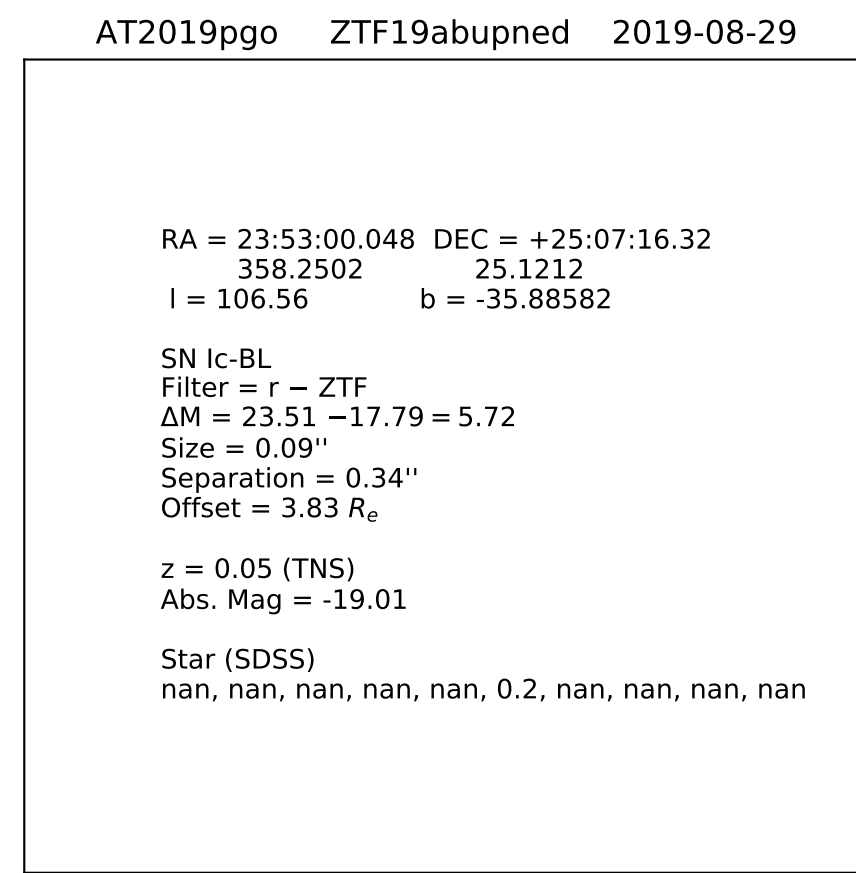 AT2019pgo ZTF19abupned 2019-08-29
RA = 23:53:00.048 DEC = +25:07:16.32
358.2502 25.1212
l = 106.56 b = -35.88582
SN Ic-BL
Filter = r − ZTF
ΔM = 23.51 −17.79 = 5.72
Size = 0.09''
Separation = 0.34''
Offset = 3.83 Rₑ
z = 0.05 (TNS)
Abs. Mag = -19.01
Star (SDSS)
nan, nan, nan, nan, nan, 0.2, nan, nan, nan, nan